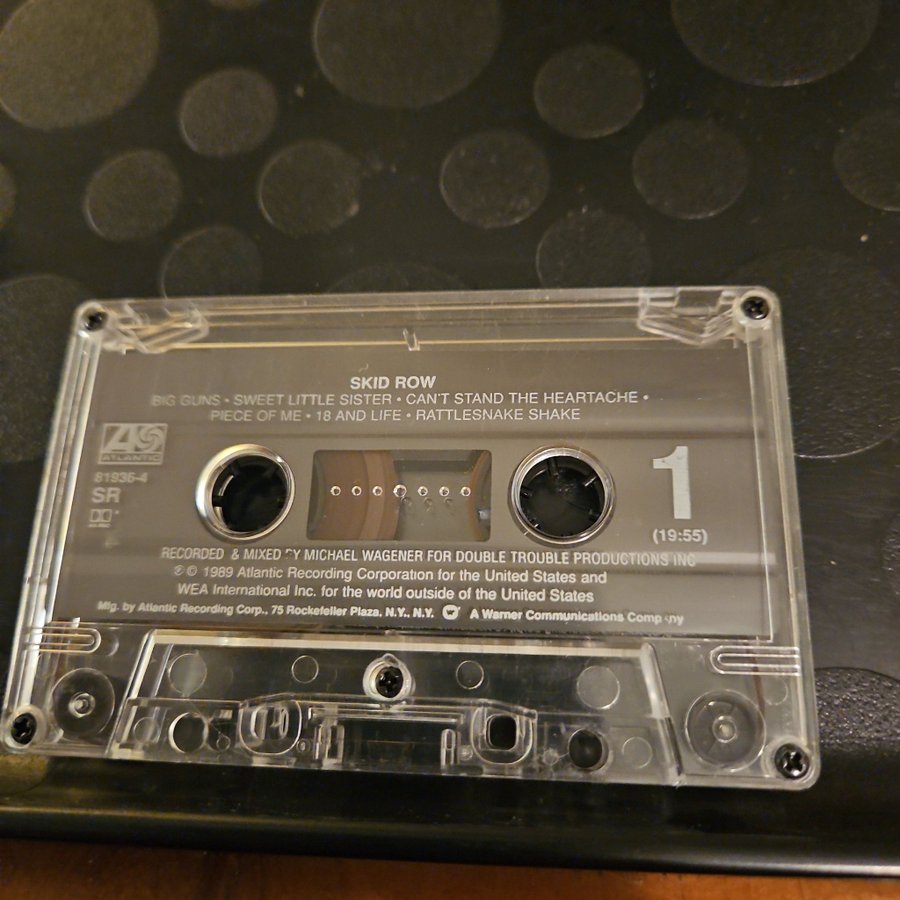 SKID ROW
BIG GUNS • SWEET LITTLE SISTER • CAN'T STAND THE HEARTACHE •
PIECE OF ME • 18 AND LIFE • RATTLESNAKE SHAKE
ATLANTIC
81936-4
SR
1
(19:55)
RECORDED & MIXED BY MICHAEL WAGENER FOR DOUBLE TROUBLE PRODUCTIONS INC
℗ © 1989 Atlantic Recording Corporation for the United States and
WEA International Inc. for the world outside of the United States
Mfg. by Atlantic Recording Corp., 75 Rockefeller Plaza, N.Y., N.Y. A Warner Communications Company